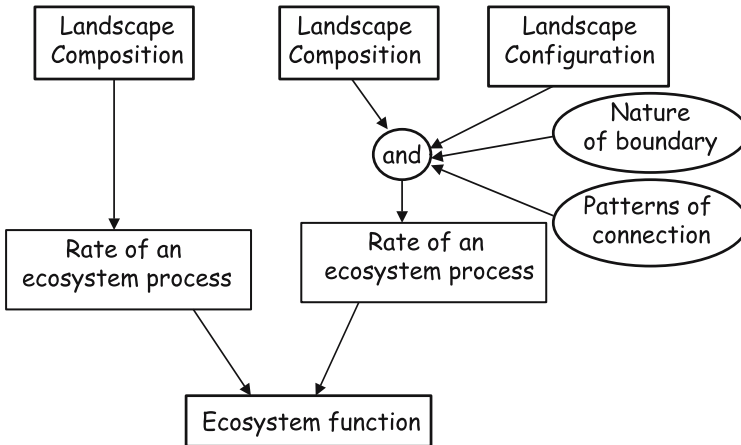 Landscape
Composition
Landscape
Composition
Landscape
Configuration
Nature
of boundary
and
Patterns of
connection
Rate of an
ecosystem process
Rate of an
ecosystem process
Ecosystem function